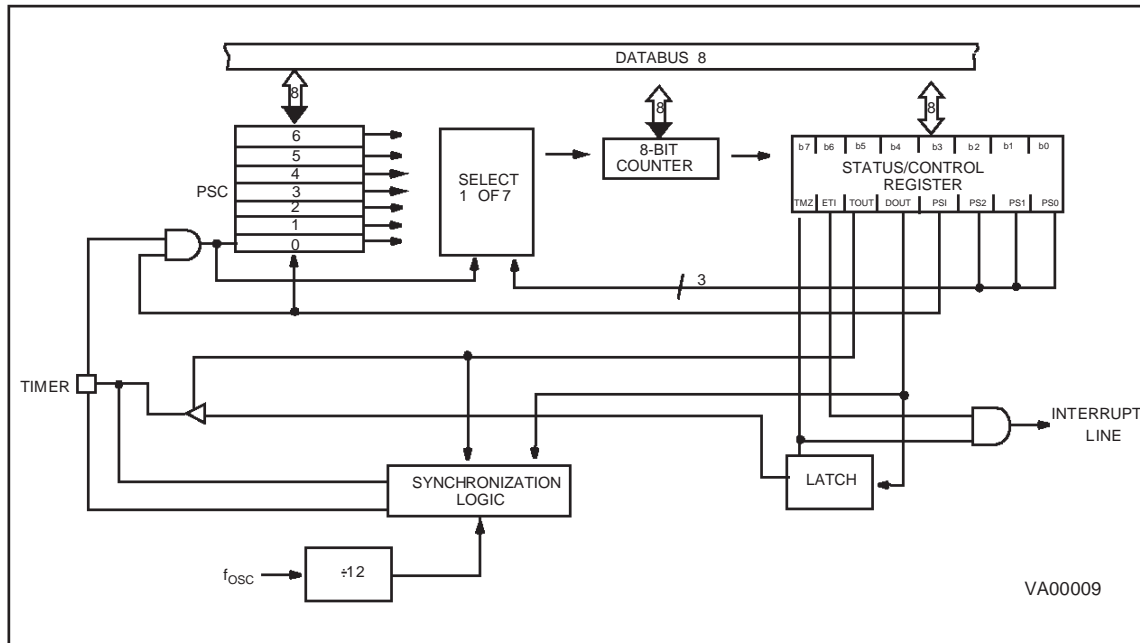 DATABUS 8
8
8
8
6
5
4
3
2
1
0
PSC
SELECT
1 OF 7
8-BIT
COUNTER
b7 b6 b5 b4 b3 b2 b1 b0
STATUS/CONTROL
REGISTER
TMZ ETI TOUT DOUT PSI PS2 PS1 PS0
3
TIMER
INTERRUPT
LINE
SYNCHRONIZATION
LOGIC
LATCH
fOSC
÷12
VA00009